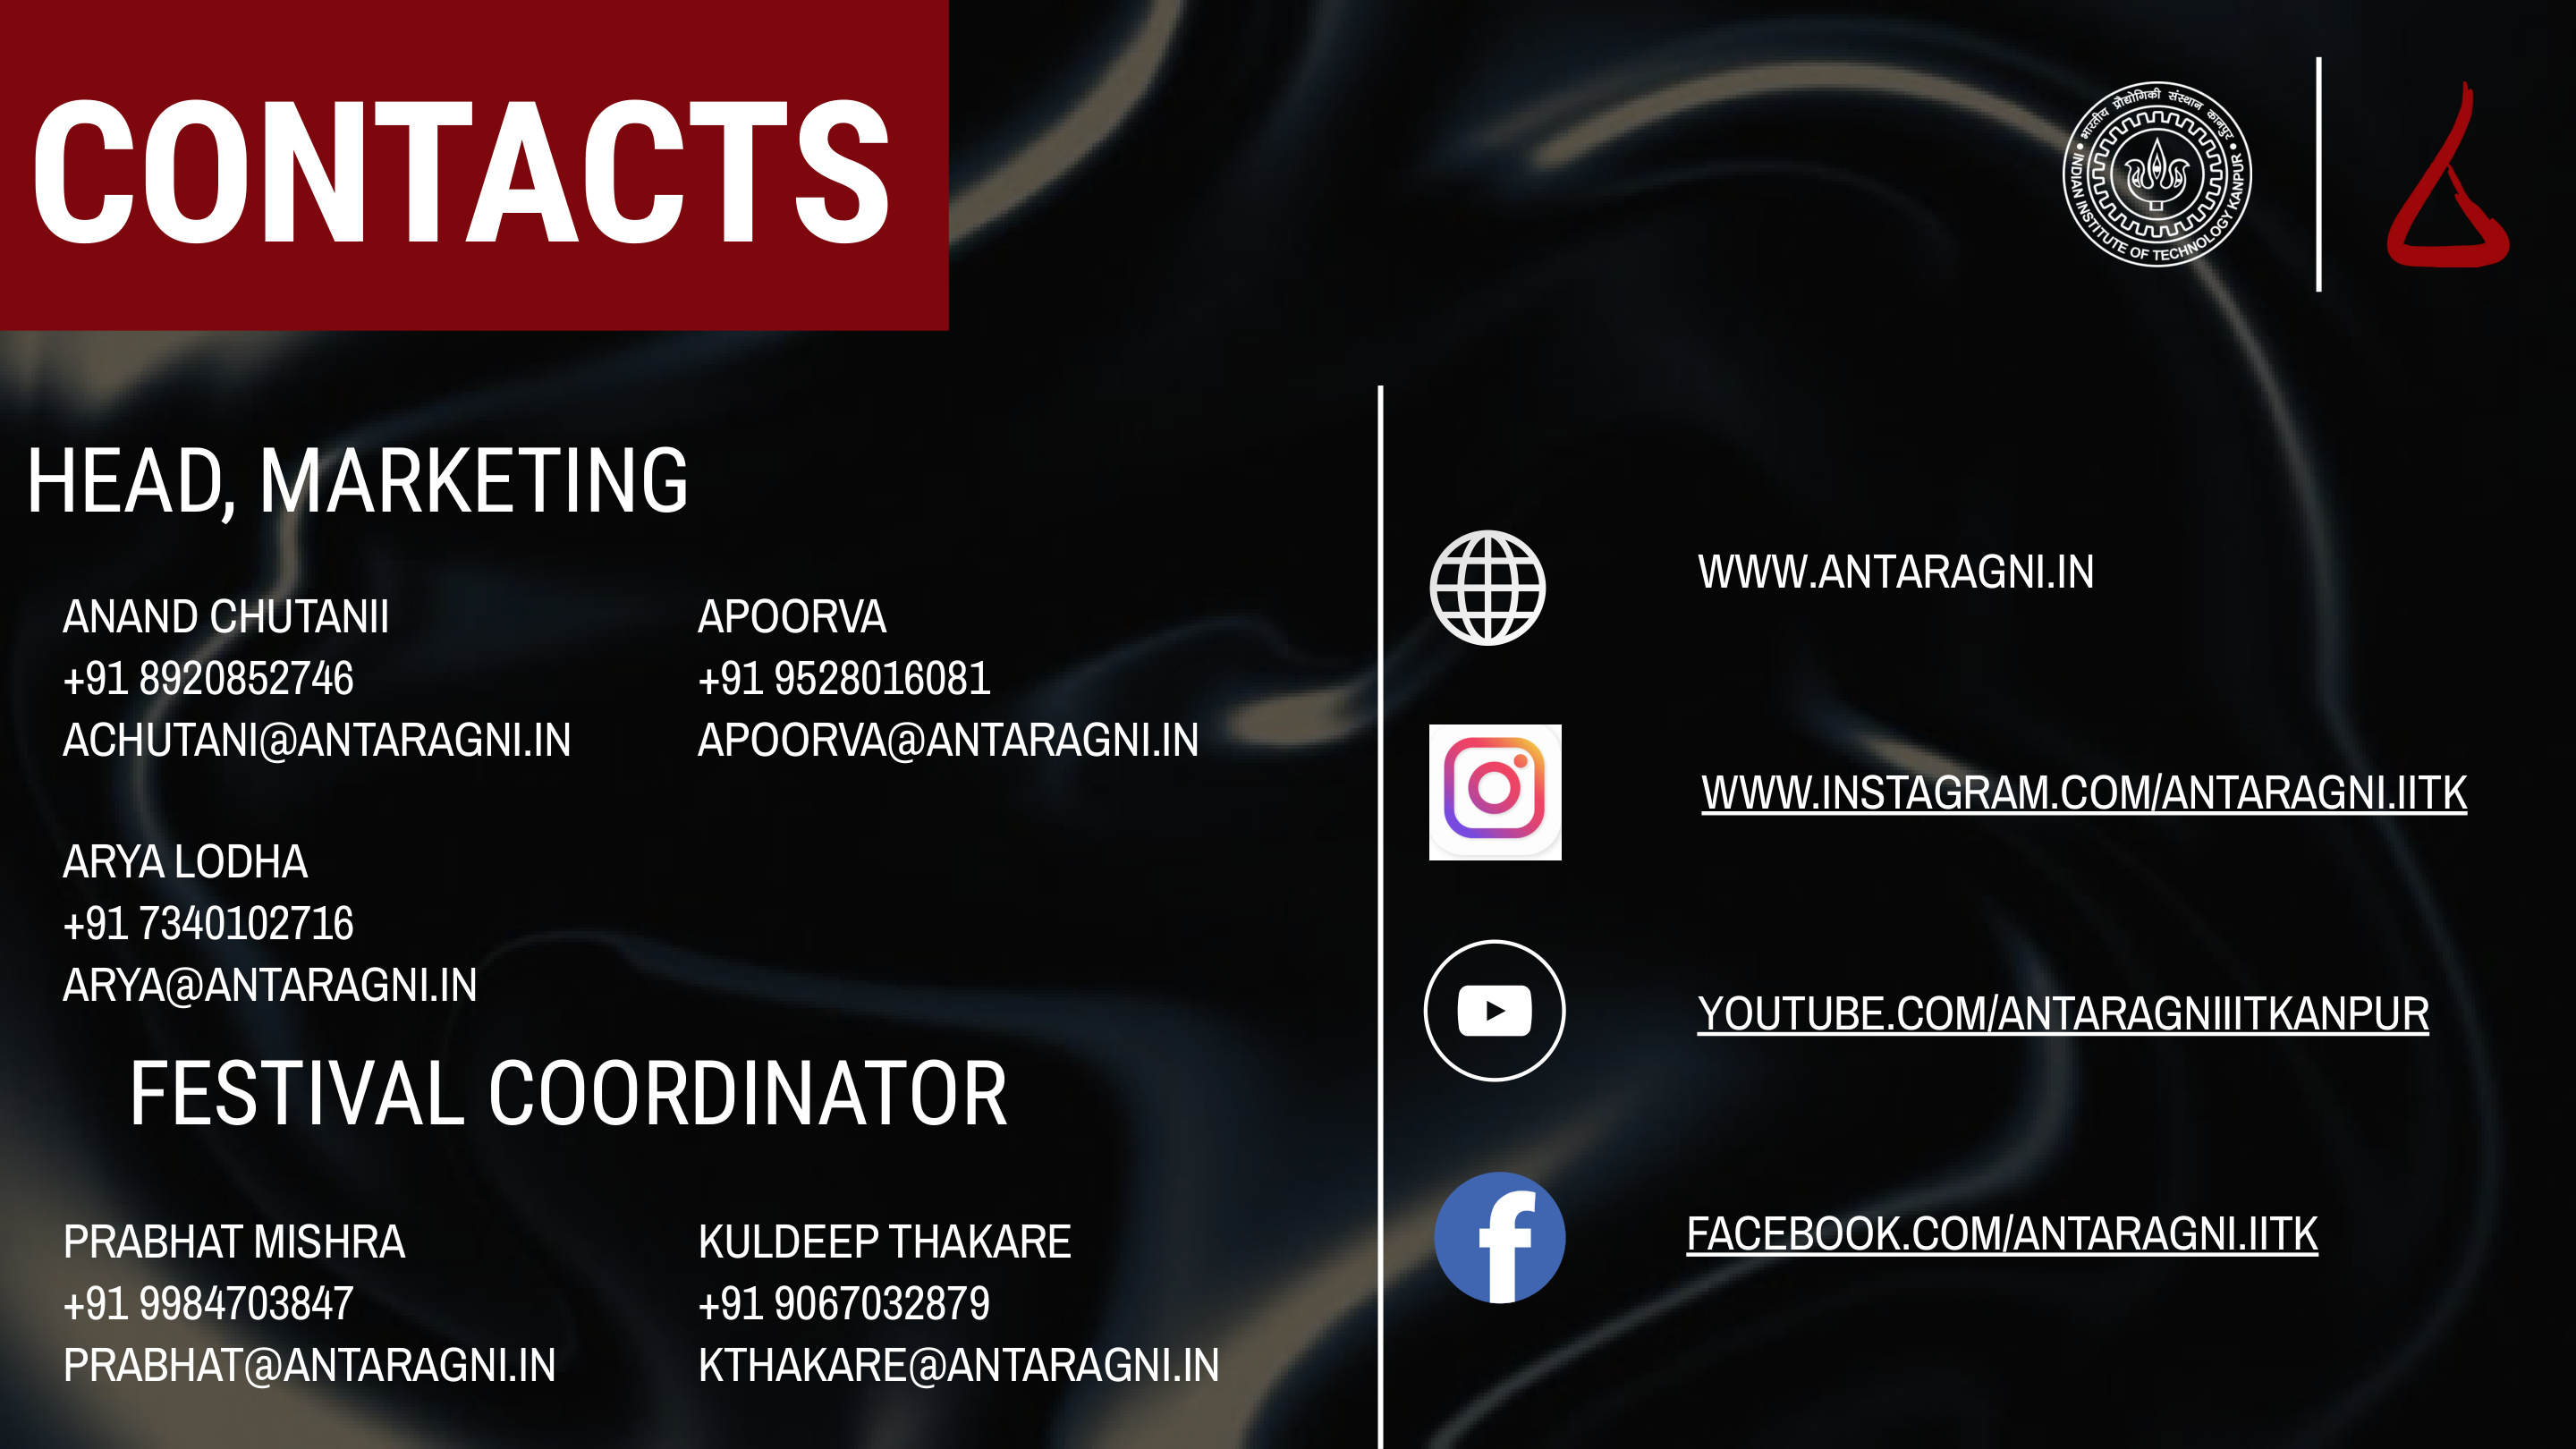 CONTACTS
• भारतीय प्रौद्योगिकी संस्थान कानपुर •
INDIAN INSTITUTE OF TECHNOLOGY KANPUR
HEAD, MARKETING
ANAND CHUTANII
+91 8920852746
ACHUTANI@ANTARAGNI.IN
APOORVA
+91 9528016081
APOORVA@ANTARAGNI.IN
ARYA LODHA
+91 7340102716
ARYA@ANTARAGNI.IN
FESTIVAL COORDINATOR
PRABHAT MISHRA
+91 9984703847
PRABHAT@ANTARAGNI.IN
KULDEEP THAKARE
+91 9067032879
KTHAKARE@ANTARAGNI.IN
WWW.ANTARAGNI.IN
WWW.INSTAGRAM.COM/ANTARAGNI.IITK
YOUTUBE.COM/ANTARAGNIIITKANPUR
FACEBOOK.COM/ANTARAGNI.IITK